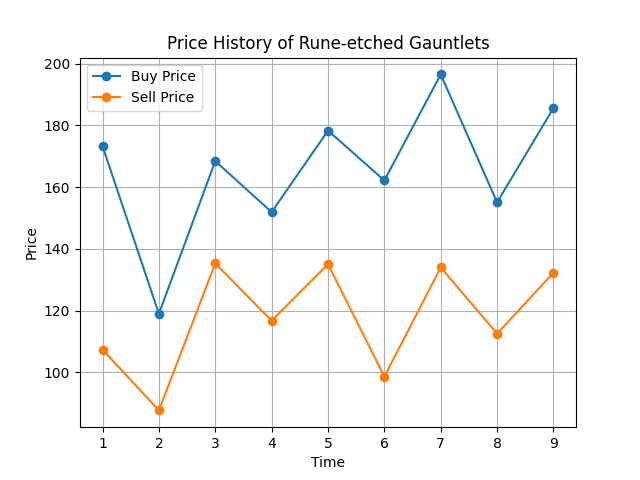 Price History of Rune-etched Gauntlets
Buy Price
Sell Price
Price
200
180
160
140
120
100
1 2 3 4 5 6 7 8 9
Time